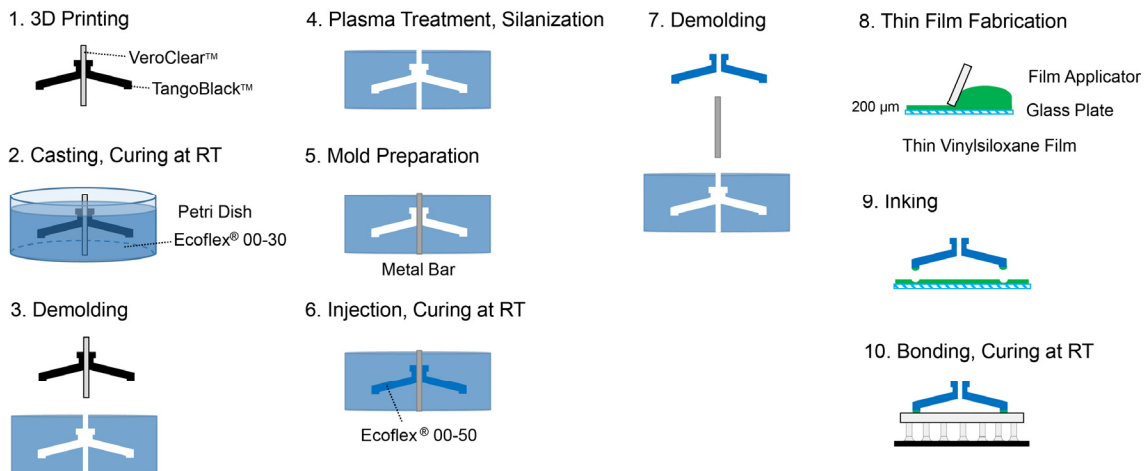 1. 3D Printing
VeroClear™
TangoBlack™
2. Casting, Curing at RT
Petri Dish
Ecoflex® 00-30
3. Demolding
4. Plasma Treatment, Silanization
5. Mold Preparation
Metal Bar
6. Injection, Curing at RT
Ecoflex® 00-50
7. Demolding
8. Thin Film Fabrication
Film Applicator
200 µm
Glass Plate
Thin Vinylsiloxane Film
9. Inking
10. Bonding, Curing at RT